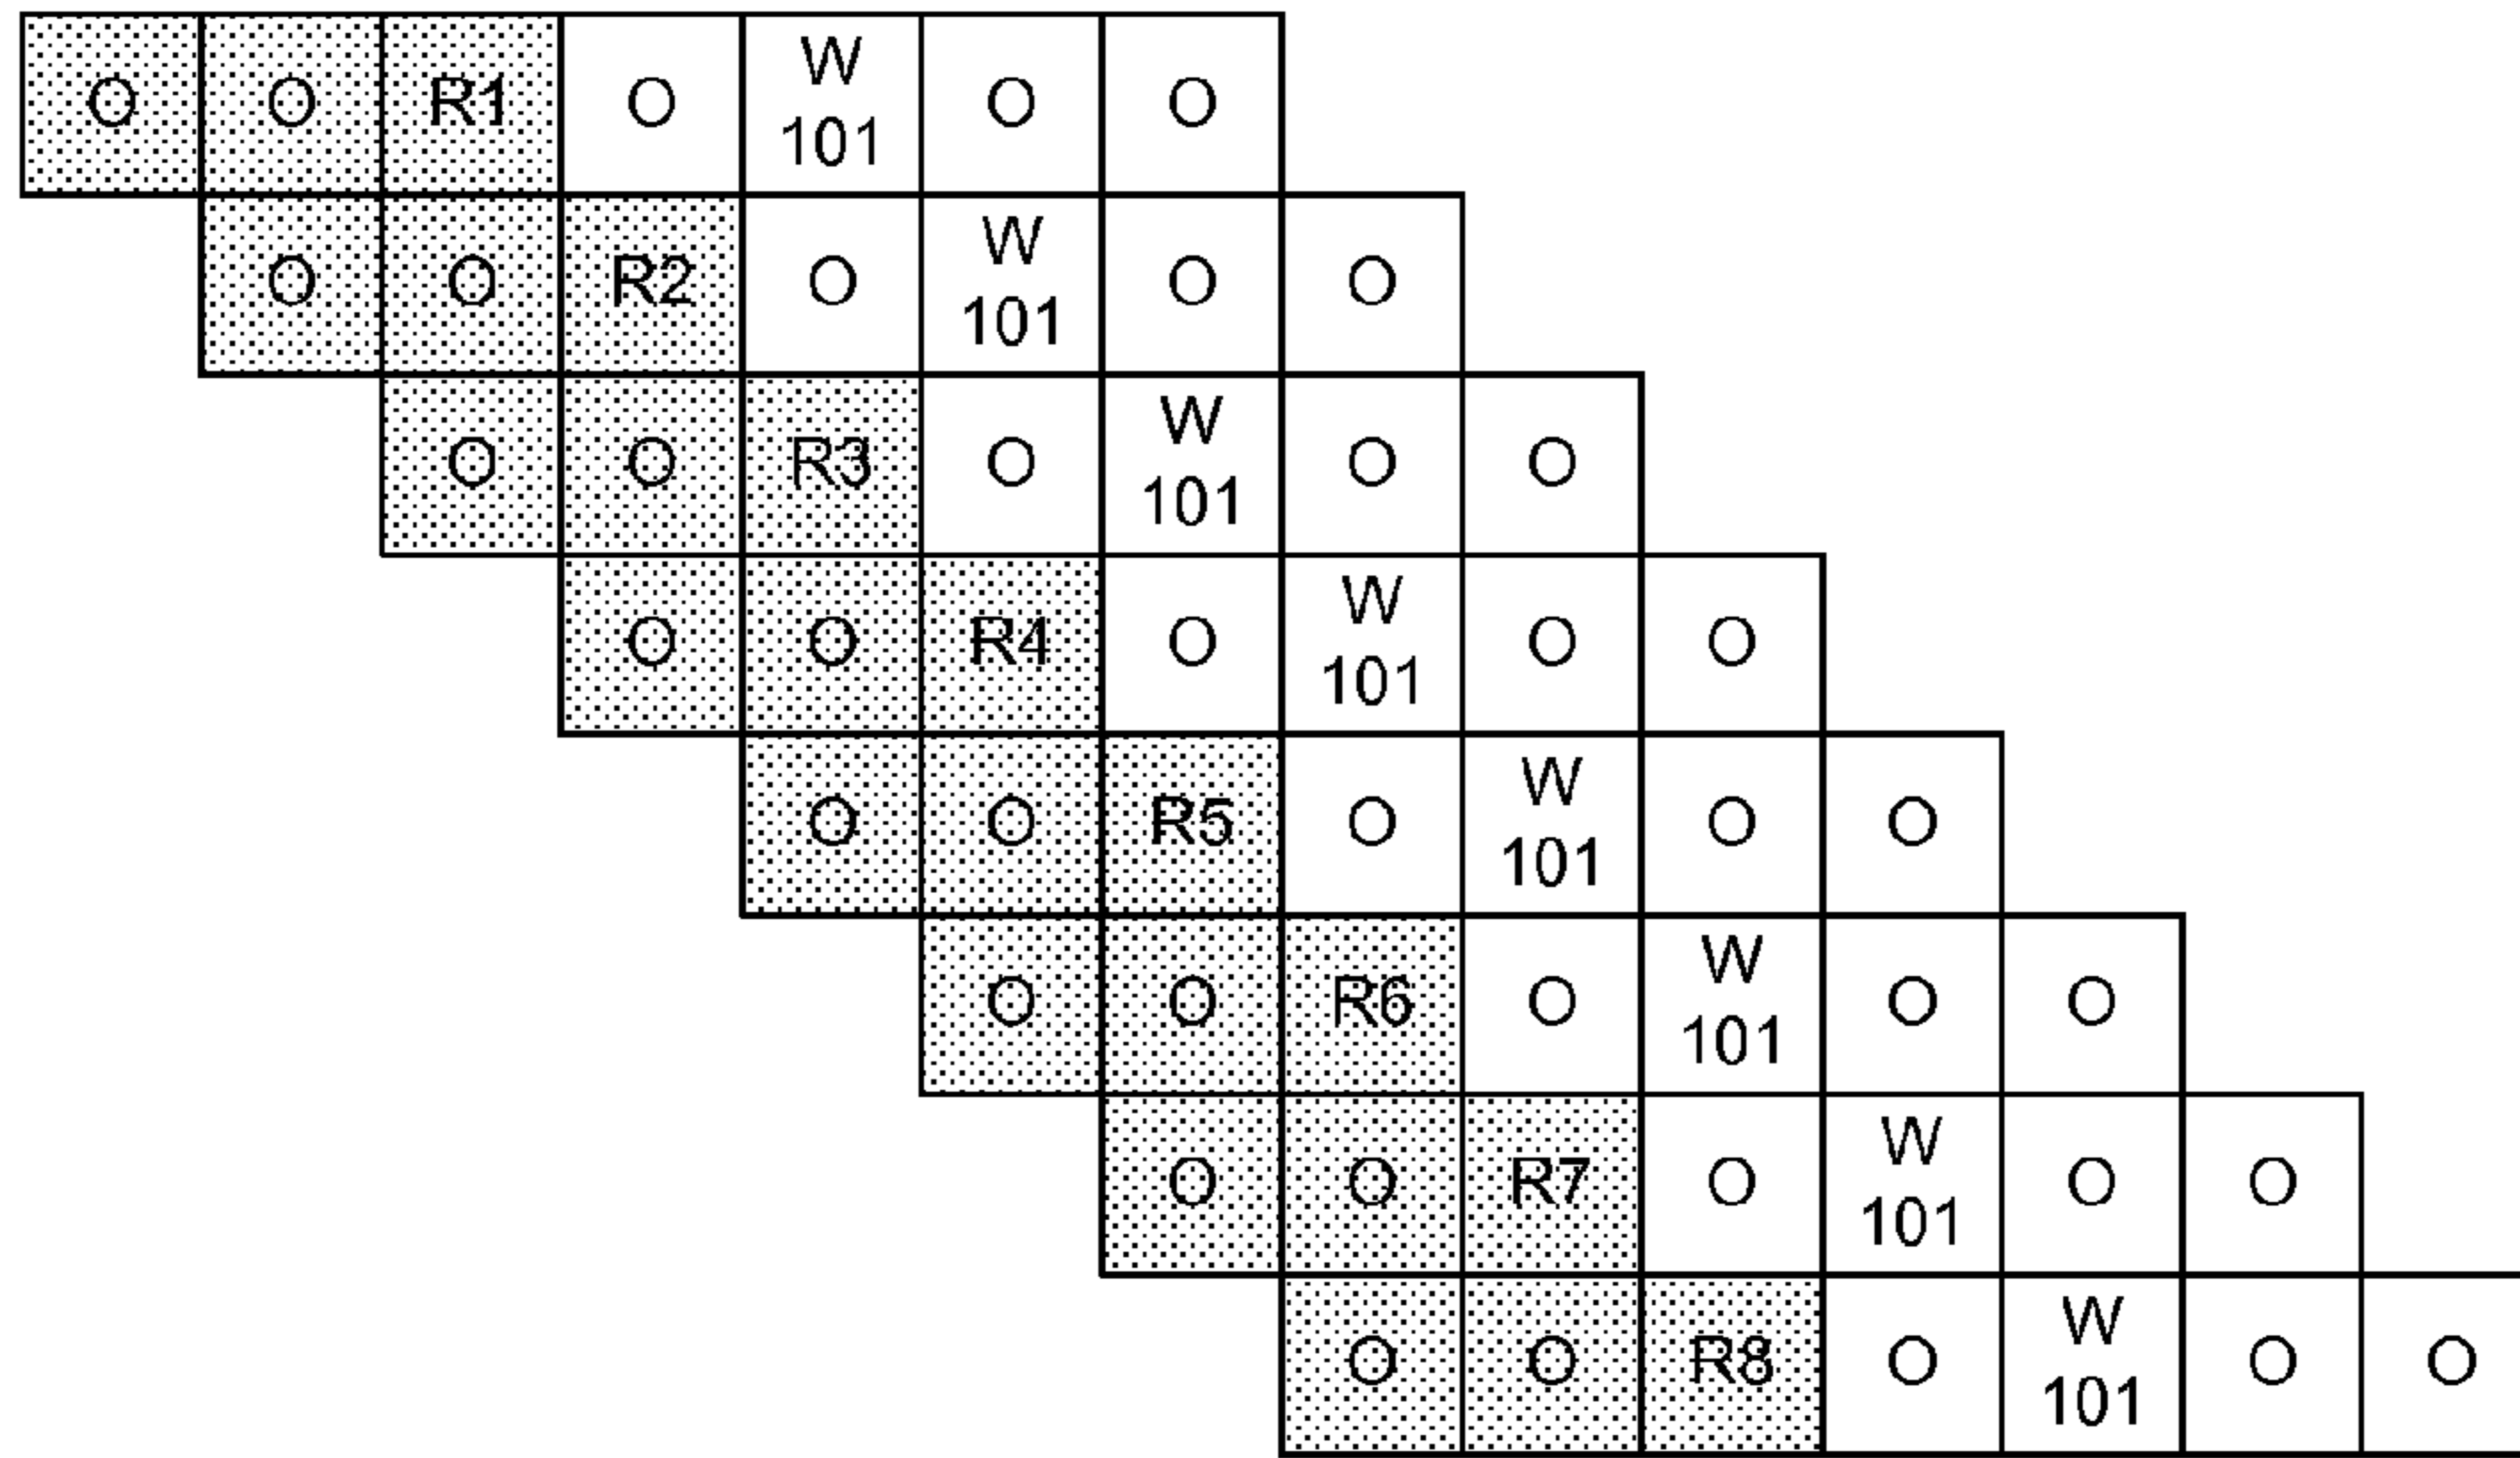 O O R1 O W 101 O O
O O R2 O W 101 O O
O O R3 O W 101 O O
O O R4 O W 101 O O
O O R5 O W 101 O O
O O R6 O W 101 O O
O O R7 O W 101 O O
O O R8 O W 101 O O